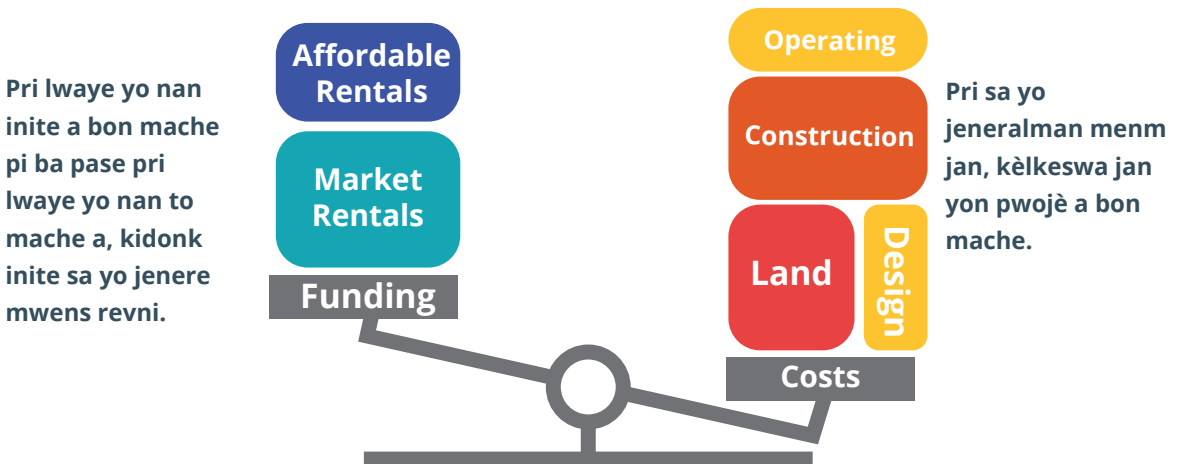 Pri lwaye yo nan
inite a bon mache
pi ba pase pri
lwaye yo nan to
mache a, kidonk
inite sa yo jenere
mwens revni.
Affordable
Rentals
Market
Rentals
Funding
Operating
Construction
Land
Design
Costs
Pri sa yo
jeneralman menm
jan, kèlkeswa jan
yon pwojè a bon
mache.